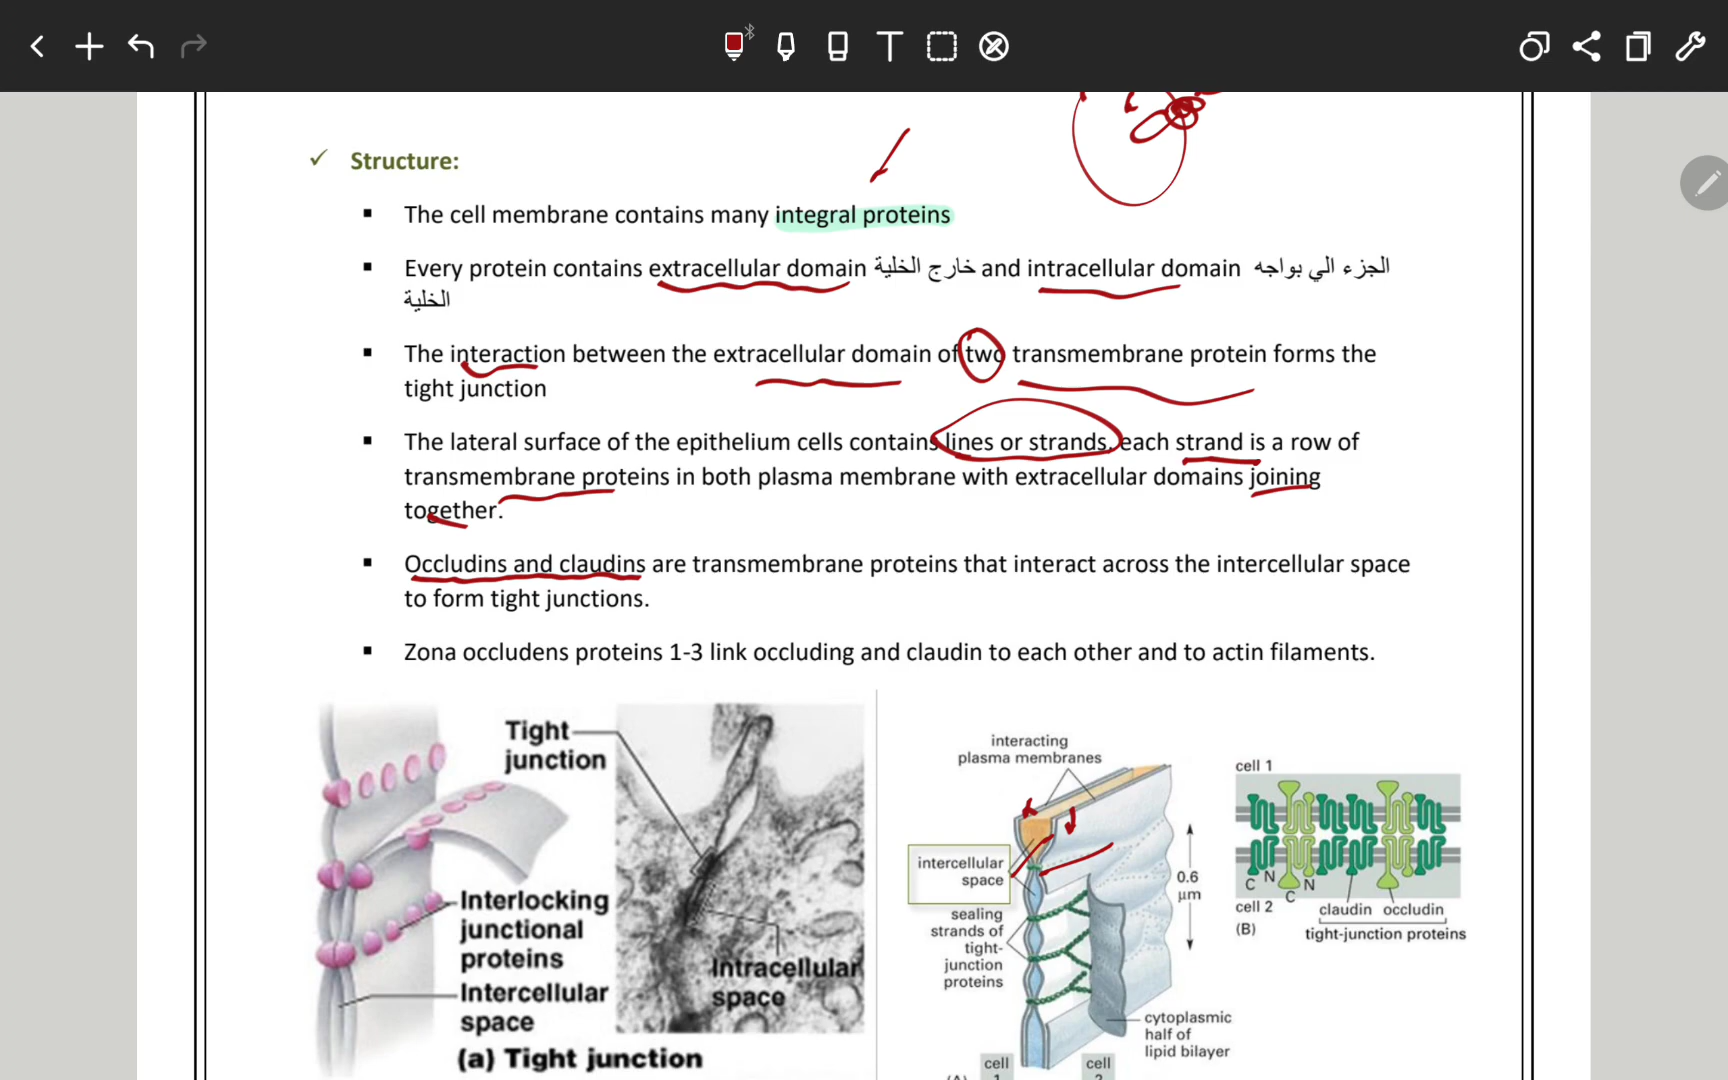 Structure:
The cell membrane contains many integral proteins
Every protein contains extracellular domain خارج الخلية and intracellular domain الجزء الي بواجه
الخلية
The interaction between the extracellular domain of two transmembrane protein forms the
tight junction
The lateral surface of the epithelium cells contains lines or strands, each strand is a row of
transmembrane proteins in both plasma membrane with extracellular domains joining
together.
Occludins and claudins are transmembrane proteins that interact across the intercellular space
to form tight junctions.
Zona occludens proteins 1-3 link occluding and claudin to each other and to actin filaments.
Tight
junction
Interlocking
junctional
proteins
Intercellular
space
Intracellular
space
(a) Tight junction
interacting
plasma membranes
intercellular
space
sealing
strands of
tight-
junction
proteins
0.6
µm
cytoplasmic
half of
lipid bilayer
cell
1
cell
2
(A)
cell 1
C N
C N
cell 2
claudin occludin
(B)
tight-junction proteins